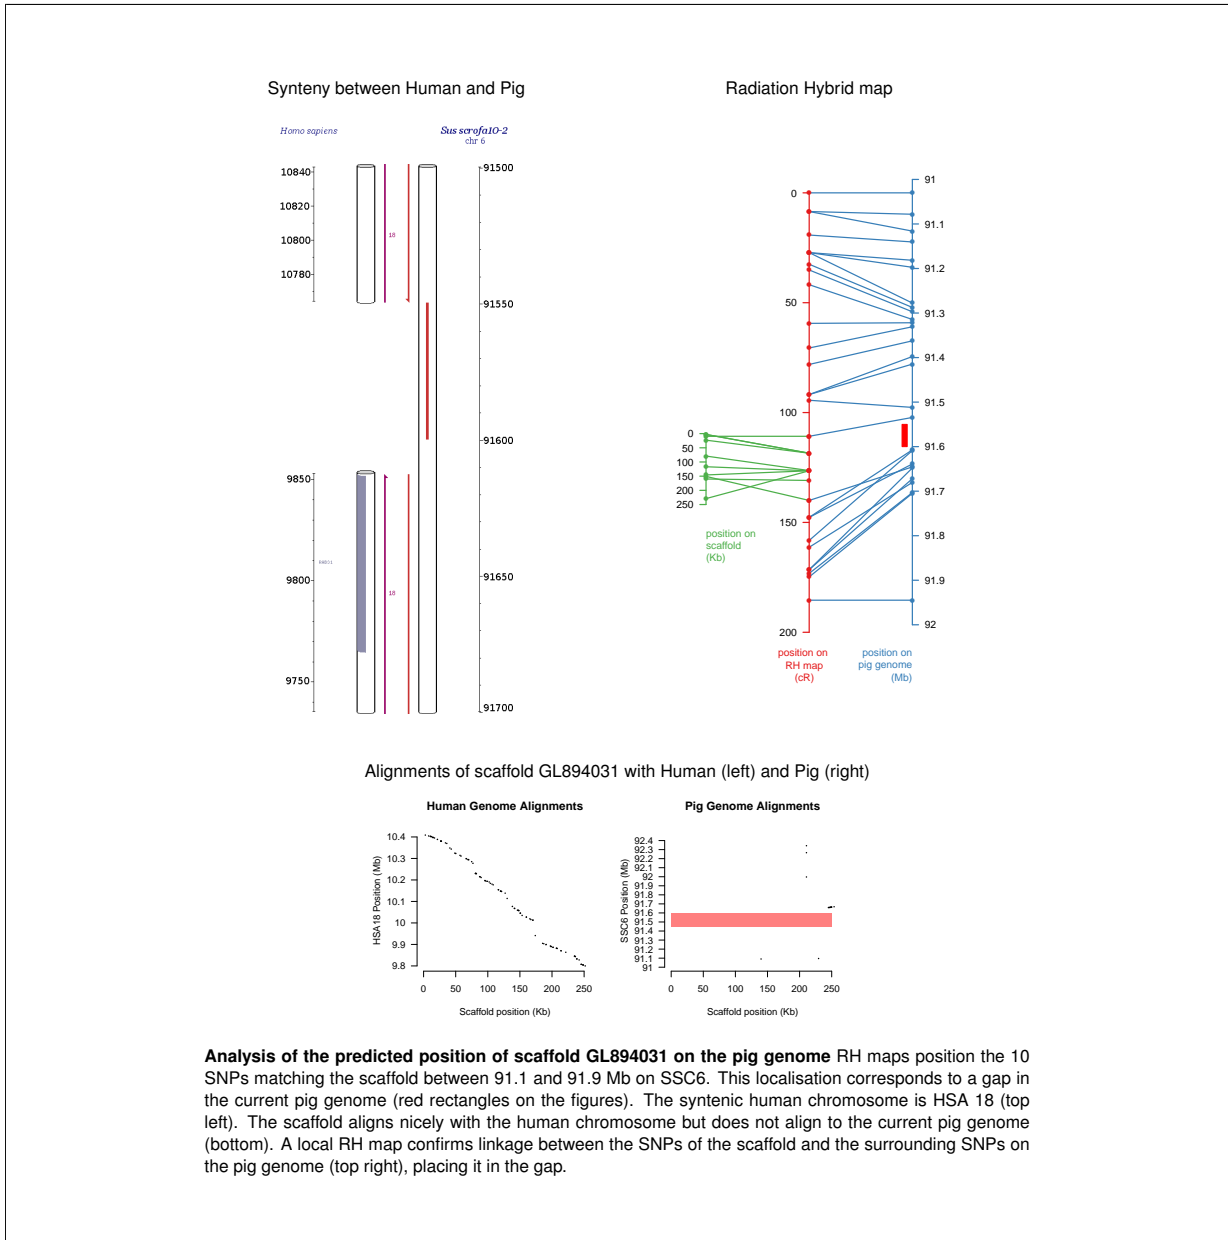 Synteny between Human and Pig
Radiation Hybrid map
Homo sapiens
Sus scrofa10-2
chr 6
10840
10820
10800
10780
9850
9800
9750
18
18
91500
91550
91600
91650
91700
0
50
100
150
200
0
50
100
150
200
250
91
91.1
91.2
91.3
91.4
91.5
91.6
91.7
91.8
91.9
92
position on
scaffold
(Kb)
position on
RH map
(cR)
position on
pig genome
(Mb)
Alignments of scaffold GL894031 with Human (left) and Pig (right)
Human Genome Alignments
HSA18 Position (Mb)
10.4
10.3
10.2
10.1
10
9.9
9.8
0 50 100 150 200 250
Scaffold position (Kb)
Pig Genome Alignments
SSC6 Position (Mb)
92.4
92.3
92.2
92.1
92
91.9
91.8
91.7
91.6
91.5
91.4
91.3
91.2
91.1
91
0 50 100 150 200 250
Scaffold position (Kb)
Analysis of the predicted position of scaffold GL894031 on the pig genome RH maps position the 10
SNPs matching the scaffold between 91.1 and 91.9 Mb on SSC6. This localisation corresponds to a gap in
the current pig genome (red rectangles on the figures). The syntenic human chromosome is HSA 18 (top
left). The scaffold aligns nicely with the human chromosome but does not align to the current pig genome
(bottom). A local RH map confirms linkage between the SNPs of the scaffold and the surrounding SNPs on
the pig genome (top right), placing it in the gap.